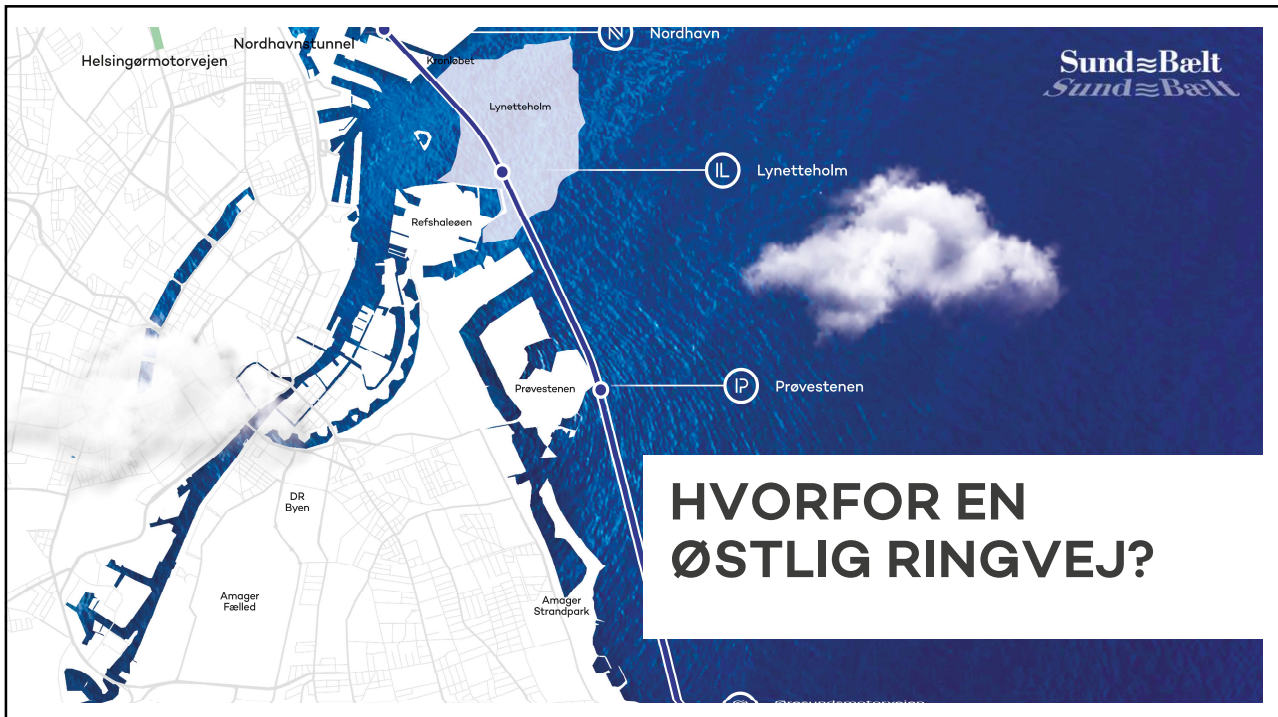 Nordhavnstunnel
Helsingørmotorvejen
Kronløbet
Nordhavn
Lynetteholm
Sund≈Bælt
Sund≈Bælt
Lynetteholm
Refshaleøen
Prøvestenen
Prøvestenen
DR
Byen
Amager
Fælled
Amager
Strandpark
HVORFOR EN
ØSTLIG RINGVEJ?
Øresundsmotorvejen